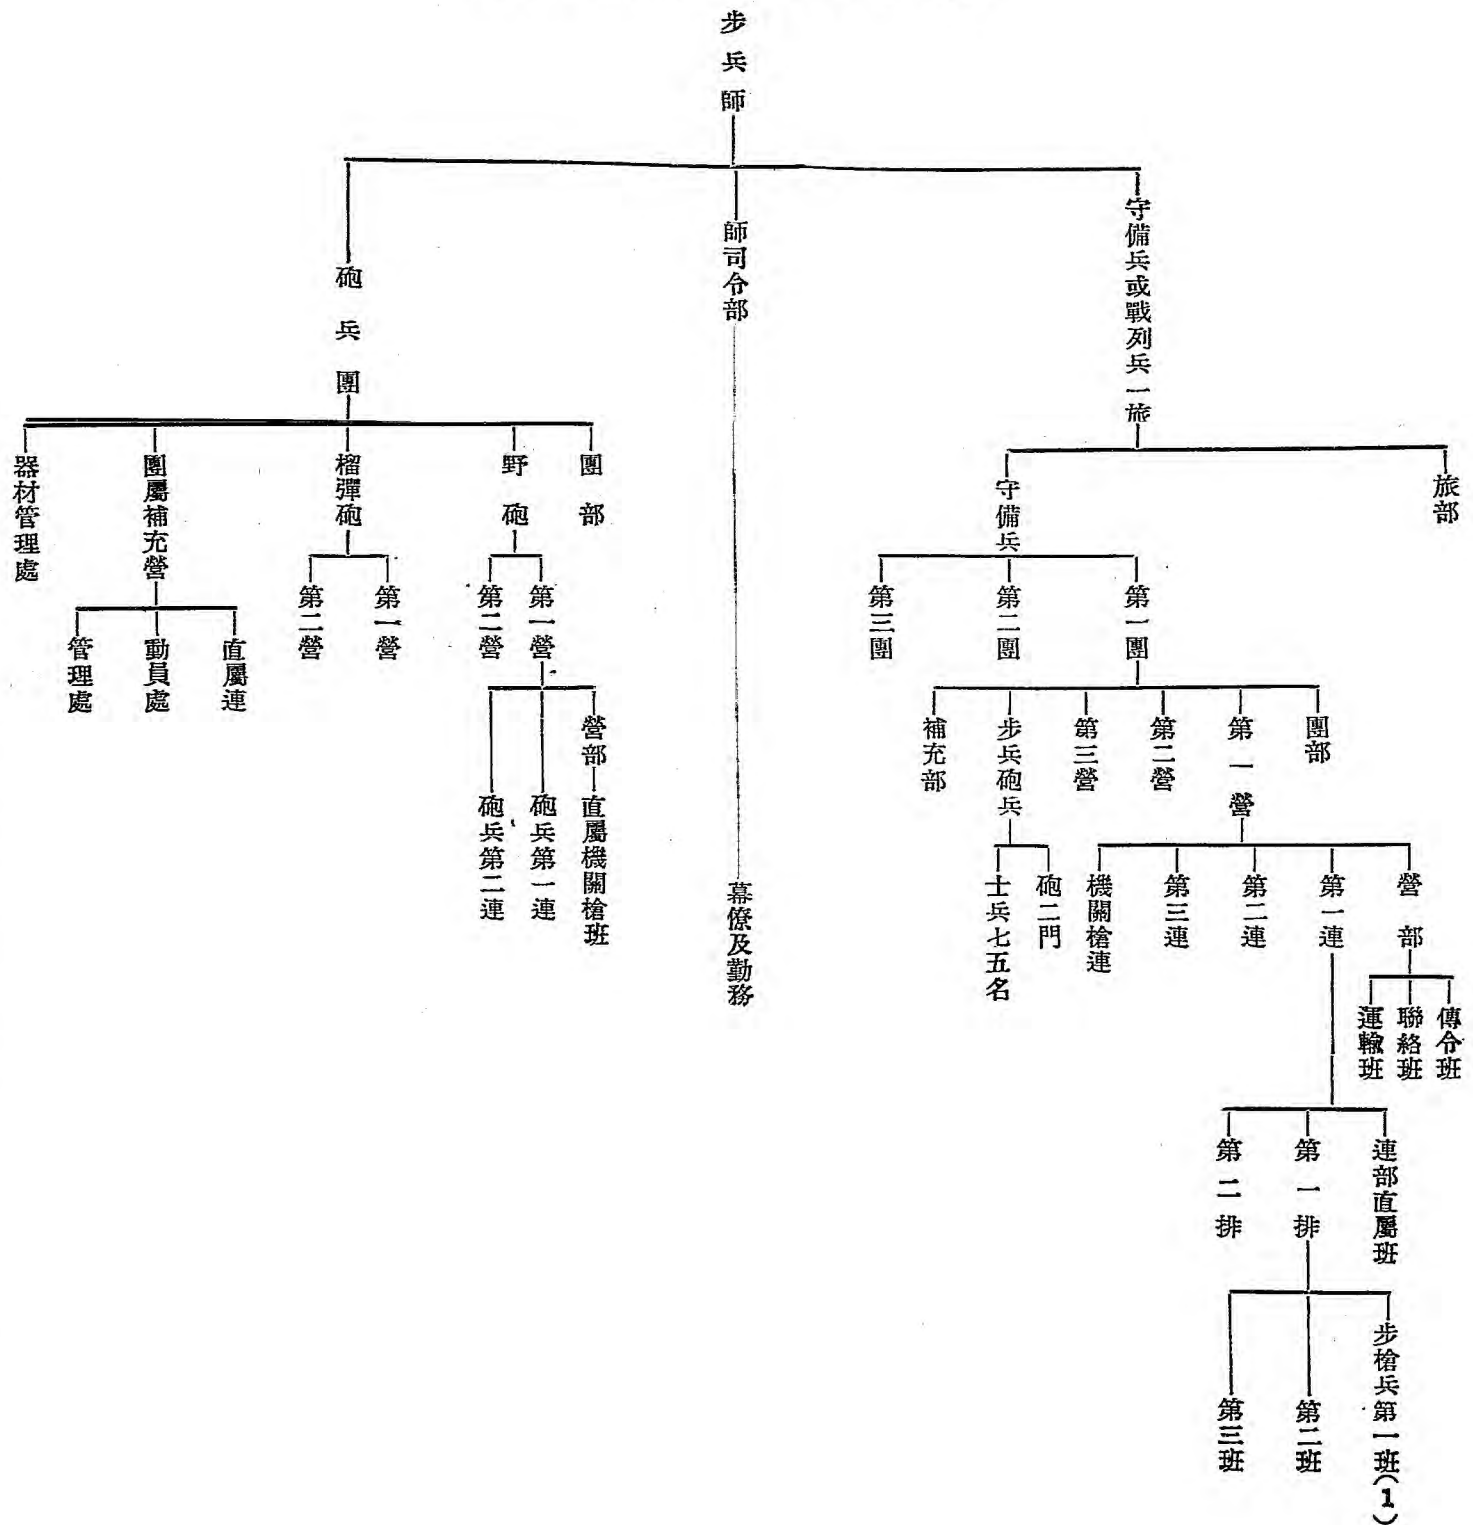 步兵師
守備兵或戰列兵一旅
旅部
守備兵
第一團
團部
第一營
營部
傳令班
聯絡班
運輸班
第一連
連部直屬班
第一排
步槍兵第一班(1)
第二班
第三班
第二排
第二連
第三連
機關槍連
第二營
第三營
步兵砲兵
砲二門
士兵七五名
補充部
第二團
第三團
師司令部
幕僚及勤務
砲兵團
團部
野砲
第一營
營部
直屬機關槍班
砲兵第一連
砲兵第二連
第二營
榴彈砲
第一營
第二營
團屬補充營
直屬連
動員處
管理處
器材管理處